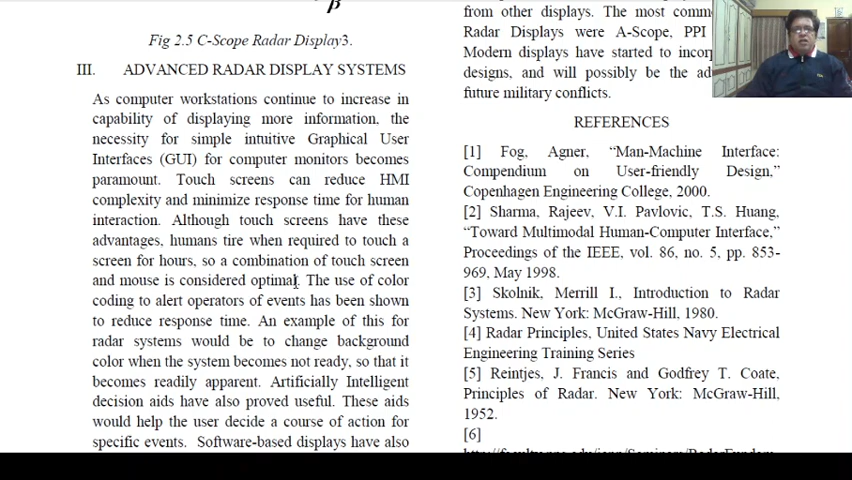 β
Fig 2.5 C-Scope Radar Display3.
III. ADVANCED RADAR DISPLAY SYSTEMS
As computer workstations continue to increase in
capability of displaying more information, the
necessity for simple intuitive Graphical User
Interfaces (GUI) for computer monitors becomes
paramount. Touch screens can reduce HMI
complexity and minimize response time for human
interaction. Although touch screens have these
advantages, humans tire when required to touch a
screen for hours, so a combination of touch screen
and mouse is considered optimal. The use of color
coding to alert operators of events has been shown
to reduce response time. An example of this for
radar systems would be to change background
color when the system becomes not ready, so that it
becomes readily apparent. Artificially Intelligent
decision aids have also proved useful. These aids
would help the user decide a course of action for
specific events. Software-based displays have also
from other displays. The most comm
Radar Displays were A-Scope, PPI
Modern displays have started to incorp
designs, and will possibly be the ad
future military conflicts.
REFERENCES
[1] Fog, Agner, “Man-Machine Interface:
Compendium on User-friendly Design,”
Copenhagen Engineering College, 2000.
[2] Sharma, Rajeev, V.I. Pavlovic, T.S. Huang,
“Toward Multimodal Human-Computer Interface,”
Proceedings of the IEEE, vol. 86, no. 5, pp. 853-
969, May 1998.
[3] Skolnik, Merrill I., Introduction to Radar
Systems. New York: McGraw-Hill, 1980.
[4] Radar Principles, United States Navy Electrical
Engineering Training Series
[5] Reintjes, J. Francis and Godfrey T. Coate,
Principles of Radar. New York: McGraw-Hill,
1952.
[6]